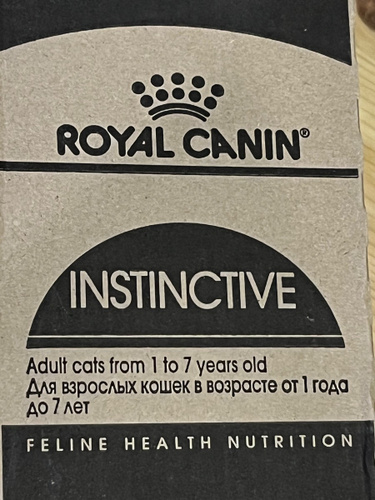 ROYAL CANIN®
INSTINCTIVE
Adult cats from 1 to 7 years old
Для взрослых кошек в возрасте от 1 года
до 7 лет
FELINE HEALTH NUTRITION